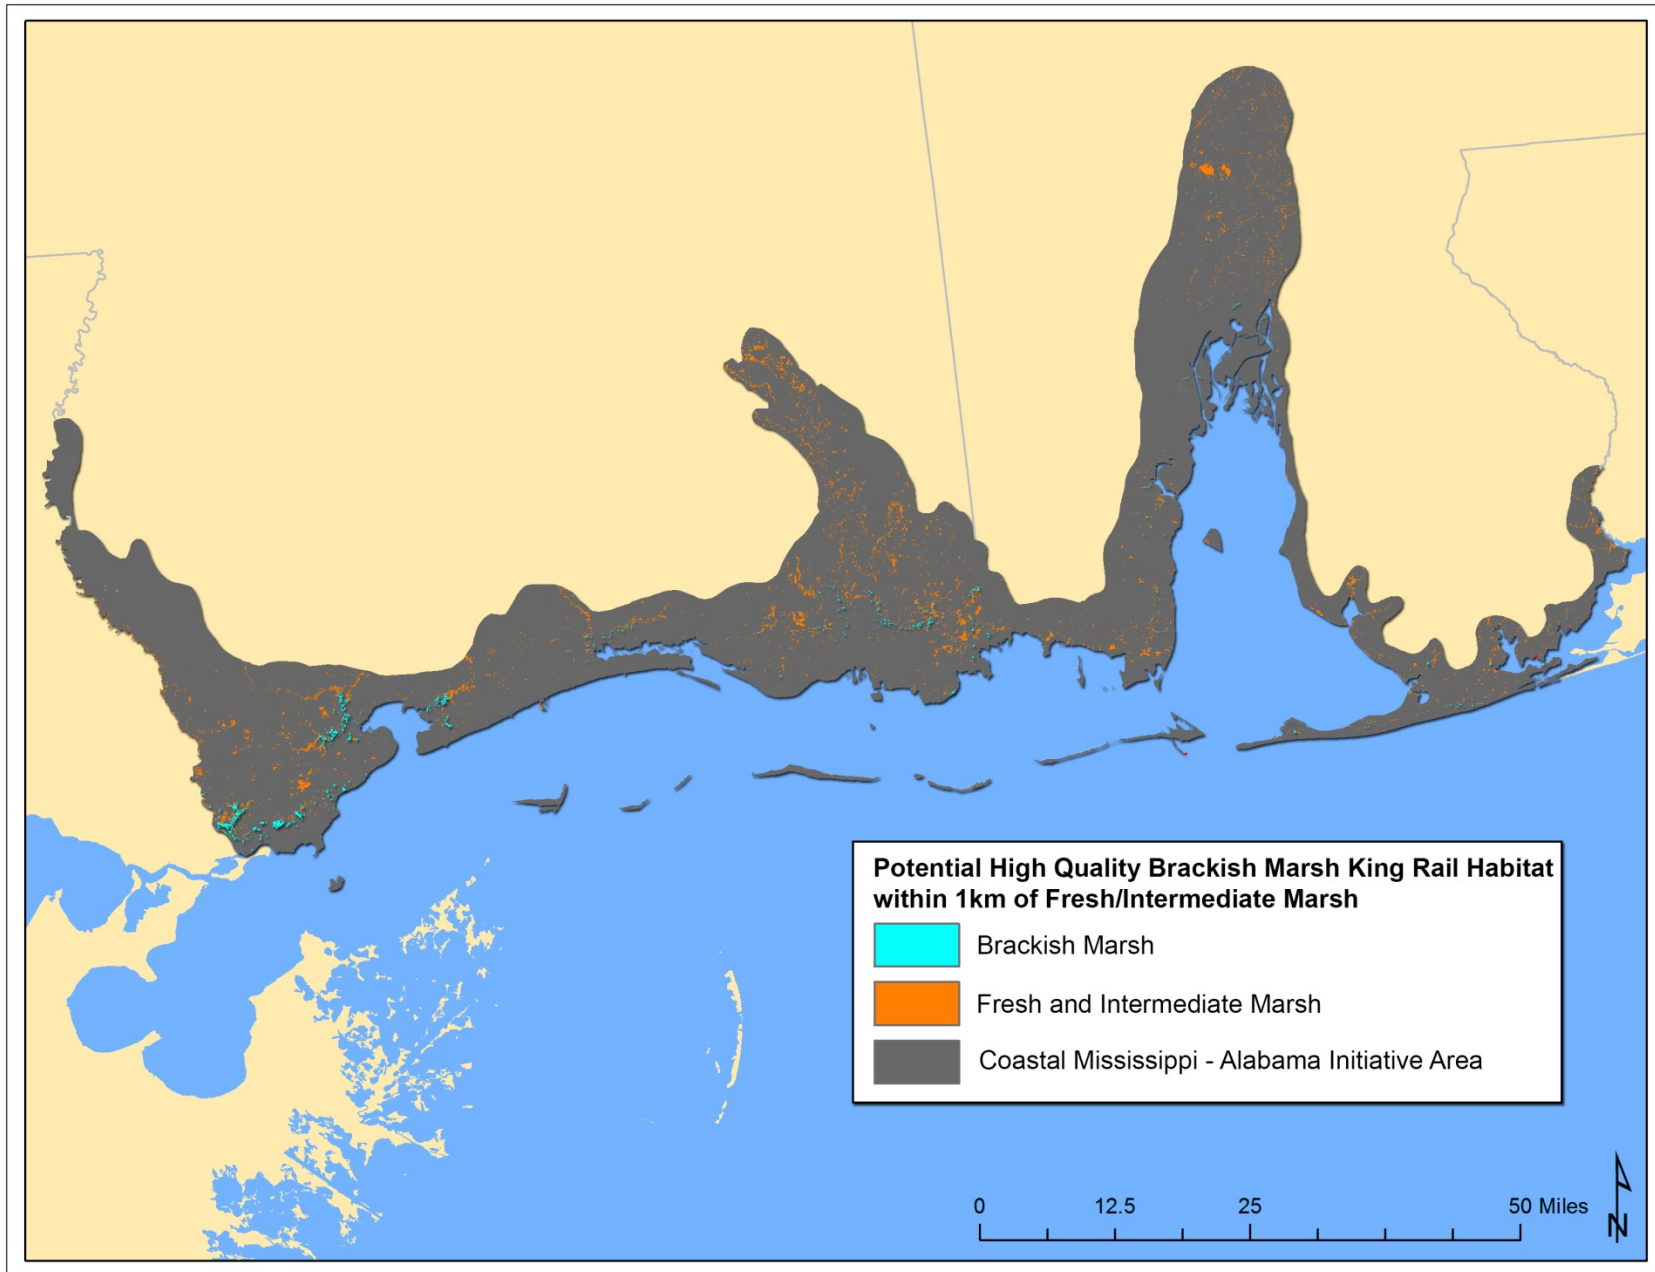 Potential High Quality Brackish Marsh King Rail Habitat
within 1km of Fresh/Intermediate Marsh
Brackish Marsh
Fresh and Intermediate Marsh
Coastal Mississippi - Alabama Initiative Area
0 12.5 25 50 Miles
N